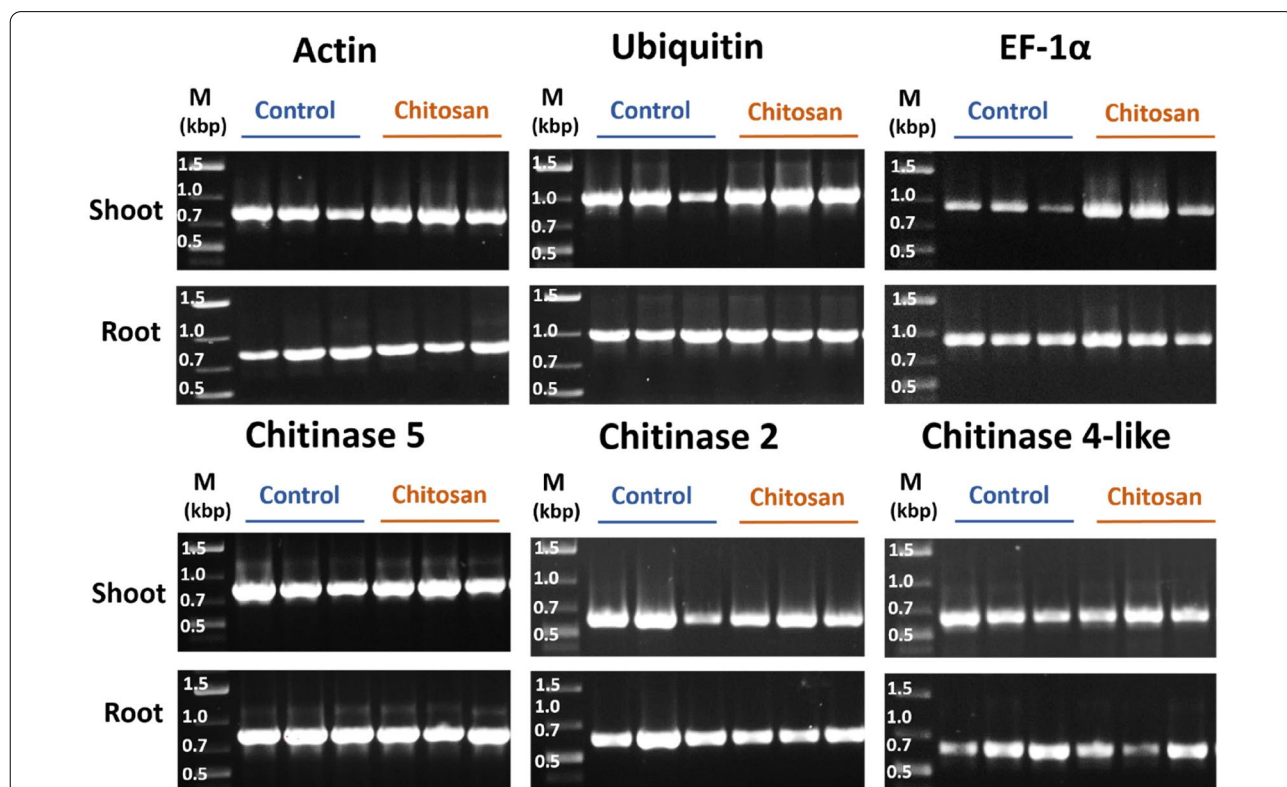 Actin Ubiquitin EF-1α
M Control Chitosan M Control Chitosan M Control Chitosan
(kbp) (kbp) (kbp)
Shoot
1.5 1.5 1.5
1.0 1.0 1.0
0.7 0.7 0.7
0.5 0.5 0.5
Root
1.5 1.5 1.5
1.0 1.0 1.0
0.7 0.7 0.7
0.5 0.5 0.5
Chitinase 5 Chitinase 2 Chitinase 4-like
M Control Chitosan M Control Chitosan M Control Chitosan
(kbp) (kbp) (kbp)
Shoot
1.5 1.5 1.5
1.0 1.0 1.0
0.7 0.7 0.7
0.5 0.5 0.5
Root
1.5 1.5 1.5
1.0 1.0 1.0
0.7 0.7 0.7
0.5 0.5 0.5